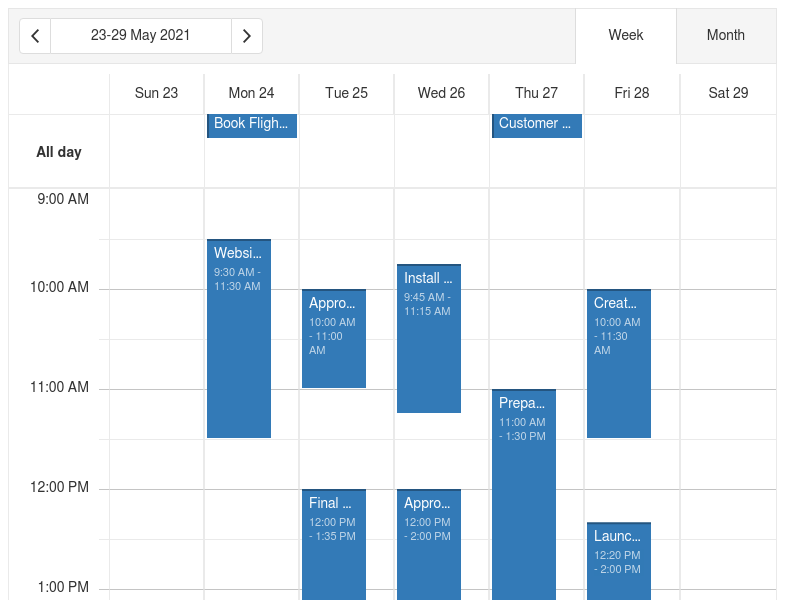 23-29 May 2021
Week
Month
Sun 23
Mon 24
Tue 25
Wed 26
Thu 27
Fri 28
Sat 29
All day
Book Fligh...
Customer ...
9:00 AM
10:00 AM
11:00 AM
12:00 PM
1:00 PM
Websi...
9:30 AM -
11:30 AM
Appro...
10:00 AM
- 11:00
AM
Final ...
12:00 PM
- 1:35 PM
Install ...
9:45 AM -
11:15 AM
Appro...
12:00 PM
- 2:00 PM
Prepa...
11:00 AM
- 1:30 PM
Creat...
10:00 AM
- 11:30
AM
Launc...
12:20 PM
- 2:00 PM